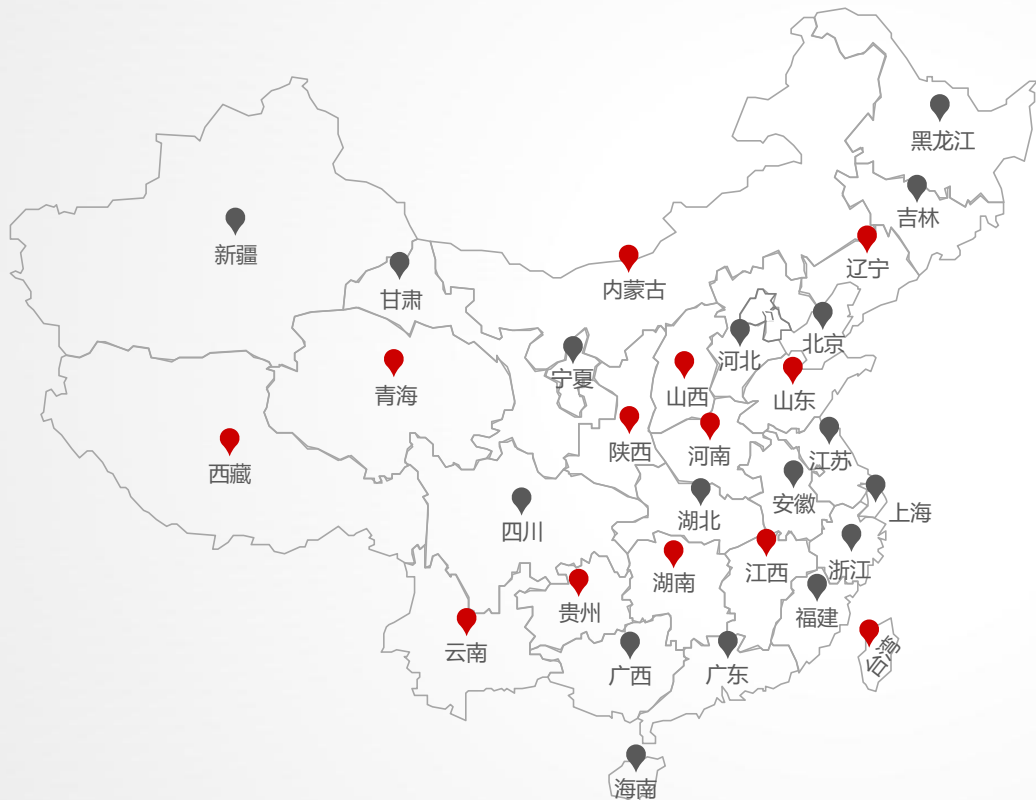 黑龙江
吉林
新疆
辽宁
内蒙古
甘肃
北京
河北
宁夏
青海
山西
山东
陕西
河南
江苏
西藏
安徽
上海
湖北
四川
浙江
江西
湖南
贵州
福建
云南
台湾
广西
广东
海南